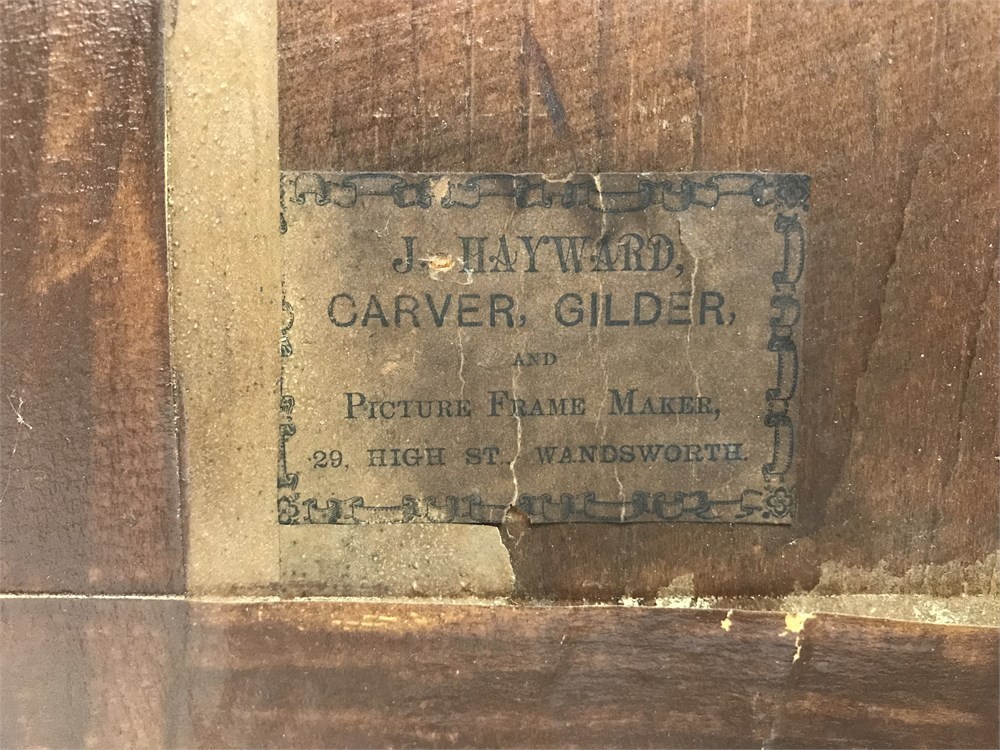 J. HAYWARD,
CARVER, GILDER,
AND
PICTURE FRAME MAKER,
29, HIGH ST., WANDSWORTH.